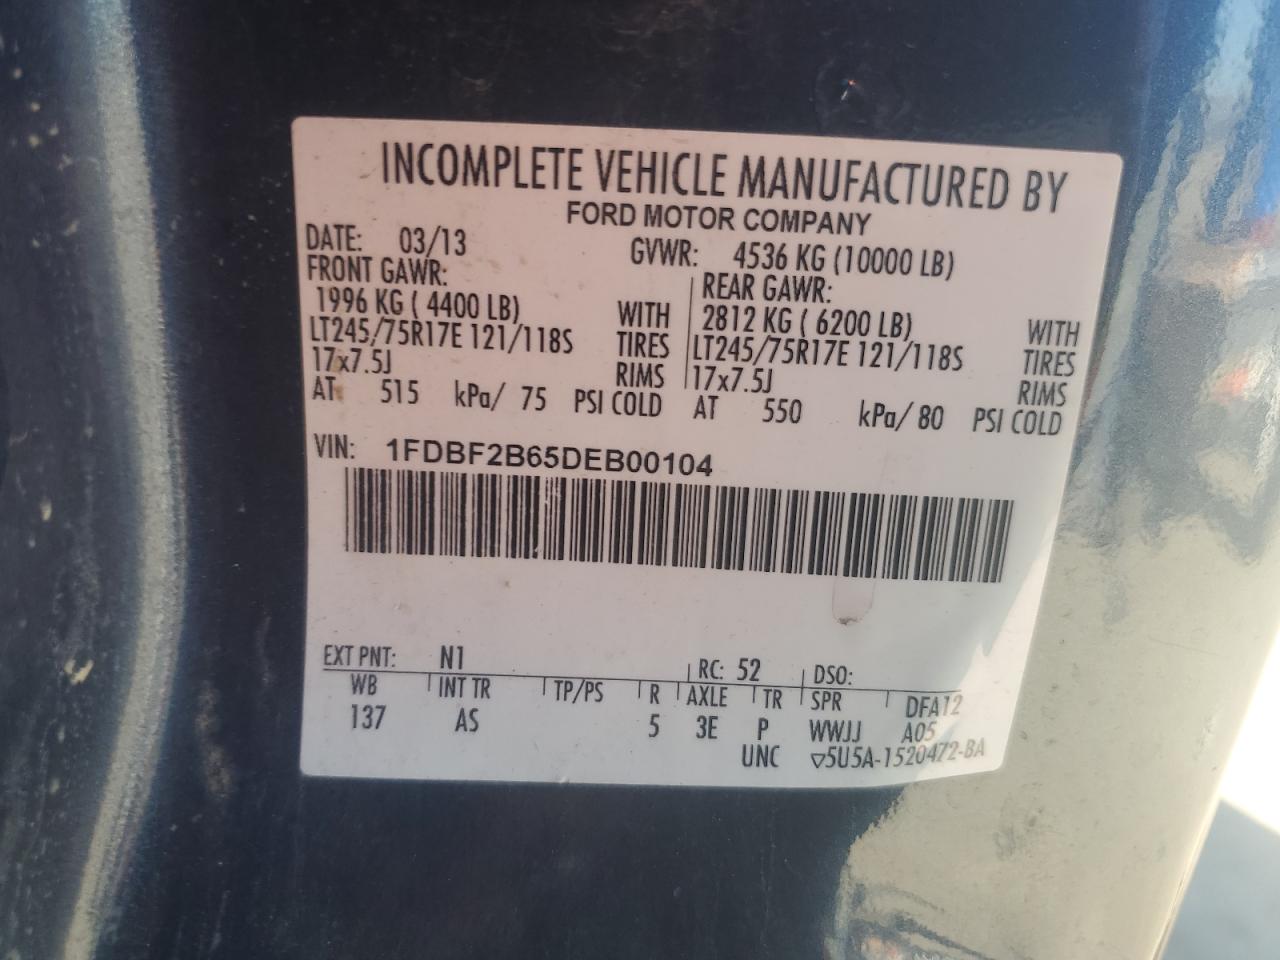 INCOMPLETE VEHICLE MANUFACTURED BY
FORD MOTOR COMPANY
DATE: 03/13 GVWR: 4536 KG (10000 LB)
FRONT GAWR: REAR GAWR:
1996 KG ( 4400 LB) WITH 2812 KG ( 6200 LB) WITH
LT245/75R17E 121/118S TIRES LT245/75R17E 121/118S TIRES
17x7.5J RIMS 17x7.5J RIMS
AT 515 kPa/ 75 PSI COLD AT 550 kPa/ 80 PSI COLD
VIN: 1FDBF2B65DEB00104
EXT PNT: N1 RC: 52 DSO:
WB INT TR TP/PS R AXLE TR SPR DFA12
137 AS 5 3E P WWJJ A05
UNC ▽5U5A-1520472-BA